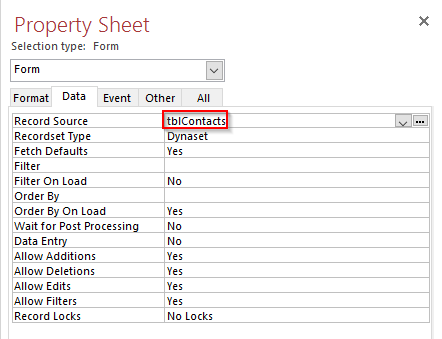 Property Sheet
Selection type: Form
Form
Format Data Event Other All
Record Source tblContacts
Recordset Type Dynaset
Fetch Defaults Yes
Filter
Filter On Load No
Order By
Order By On Load Yes
Wait for Post Processing No
Data Entry No
Allow Additions Yes
Allow Deletions Yes
Allow Edits Yes
Allow Filters Yes
Record Locks No Locks